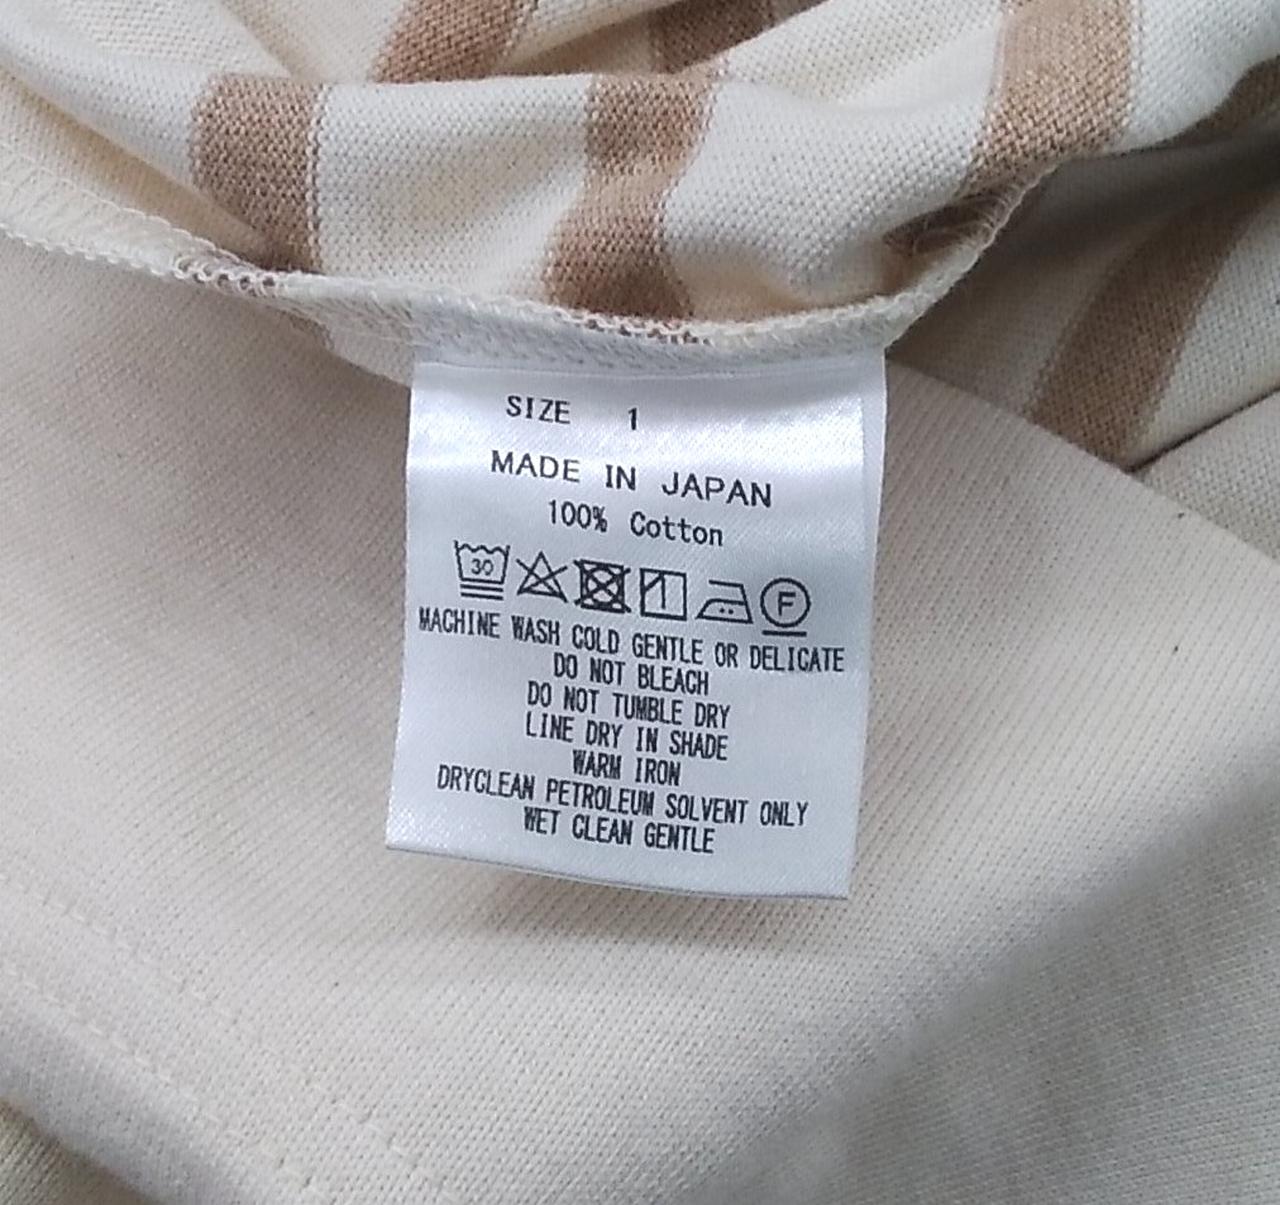 SIZE 1
MADE IN JAPAN
100% Cotton
30 F
MACHINE WASH COLD GENTLE OR DELICATE
DO NOT BLEACH
DO NOT TUMBLE DRY
LINE DRY IN SHADE
WARM IRON
DRYCLEAN PETROLEUM SOLVENT ONLY
WET CLEAN GENTLE